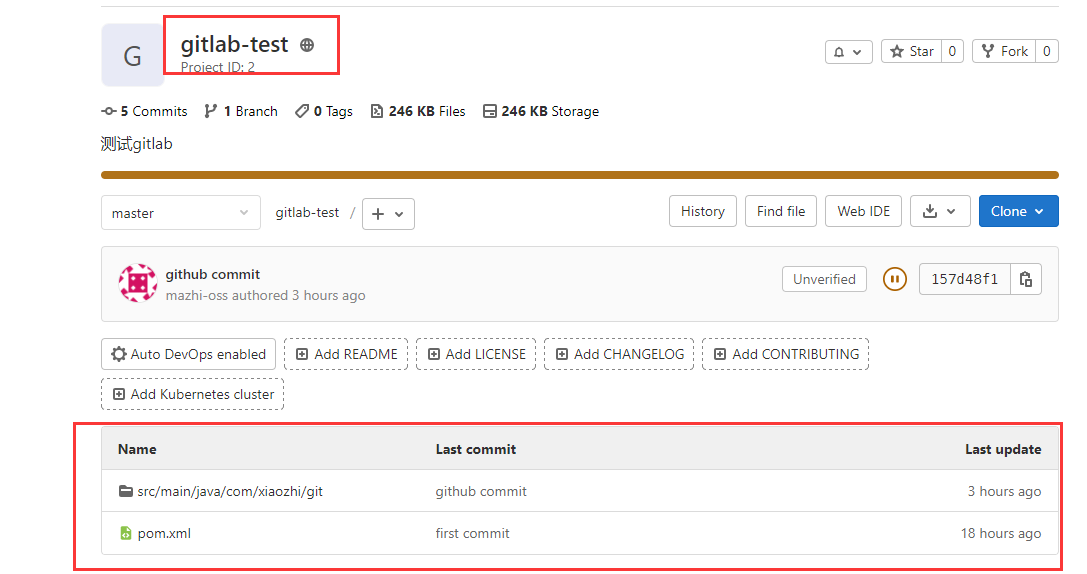 G
gitlab-test
Project ID: 2
Star 0
Fork 0
5 Commits 1 Branch 0 Tags 246 KB Files 246 KB Storage
测试gitlab
master gitlab-test / + History Find file Web IDE Clone
github commit
mazhi-oss authored 3 hours ago
Unverified 157d48f1
Auto DevOps enabled Add README Add LICENSE Add CHANGELOG Add CONTRIBUTING
Add Kubernetes cluster
Name Last commit Last update
src/main/java/com/xiaozhi/git github commit 3 hours ago
pom.xml first commit 18 hours ago